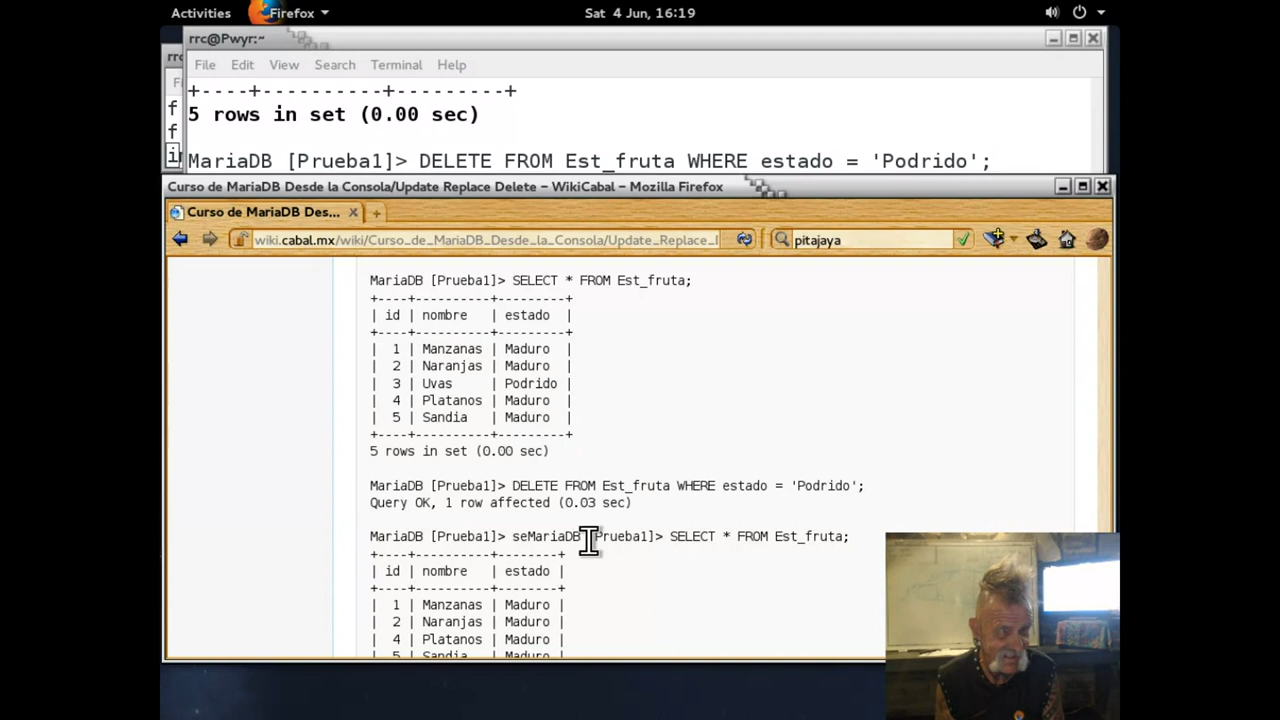 Activities Firefox Sat 4 Jun, 16:19
rrc@Pwyr:~
rr
File Edit View Search Terminal Help
F
+----+----------+---------+
f
5 rows in set (0.00 sec)
f
MariaDB [Prueba1]> DELETE FROM Est_fruta WHERE estado = 'Podrido';
i
Curso de MariaDB Desde la Consola/Update Replace Delete – WikiCabal – Mozilla Firefox
Curso de MariaDB Des...
wiki.cabal.mx/wiki/Curso_de_MariaDB_Desde_la_Consola/Update_Replace_ pitajaya
MariaDB [Prueba1]> SELECT * FROM Est_fruta;
+----+----------+---------+
| id | nombre | estado |
+----+----------+---------+
| 1 | Manzanas | Maduro |
| 2 | Naranjas | Maduro |
| 3 | Uvas | Podrido |
| 4 | Platanos | Maduro |
| 5 | Sandia | Maduro |
+----+----------+---------+
5 rows in set (0.00 sec)
MariaDB [Prueba1]> DELETE FROM Est_fruta WHERE estado = 'Podrido';
Query OK, 1 row affected (0.03 sec)
MariaDB [Prueba1]> seMariaDB [Prueba1]> SELECT * FROM Est_fruta;
+----+----------+--------+
| id | nombre | estado |
+----+----------+--------+
| 1 | Manzanas | Maduro |
| 2 | Naranjas | Maduro |
| 4 | Platanos | Maduro |
| 5 | Sandia | Maduro |